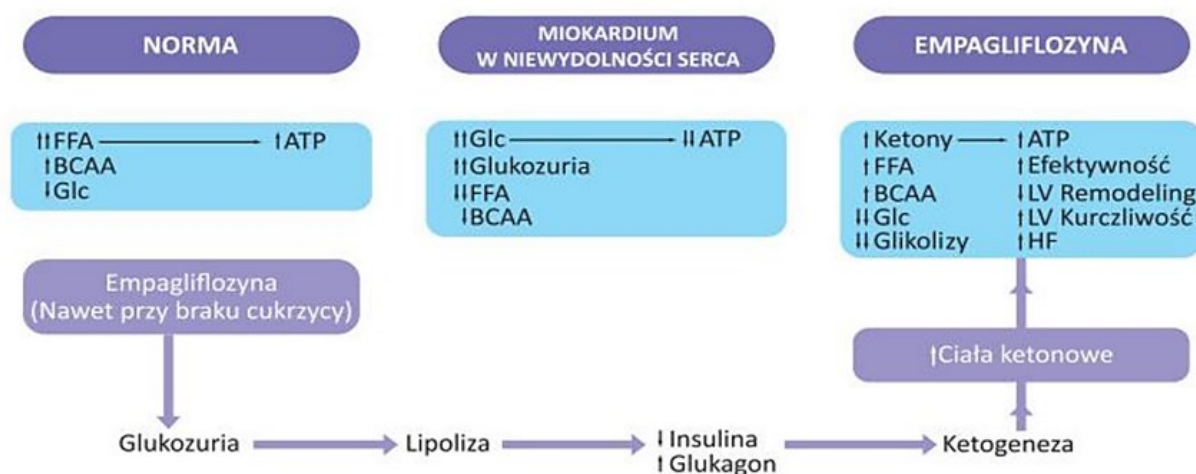 NORMA
↑↑FFA → ↑ATP
↑BCAA
↓Glc
MIOKARDIUM
W NIEWYDOLNOŚCI SERCA
↑↑Glc → ↓↓ATP
↑↑Glukozuria
↓↓FFA
↓BCAA
EMPAGLIFLOZYNA
↑Ketony → ↑ATP
↑FFA ↑Efektywność
↑BCAA ↓LV Remodeling
↓↓Glc ↑LV Kurczliwość
↓↓Glikolizy ↑HF
Empagliflozyna
(Nawet przy braku cukrzycy)
↑Ciała ketonowe
Glukozuria → Lipoliza → ↓Insulina
↑Glukagon → Ketogeneza